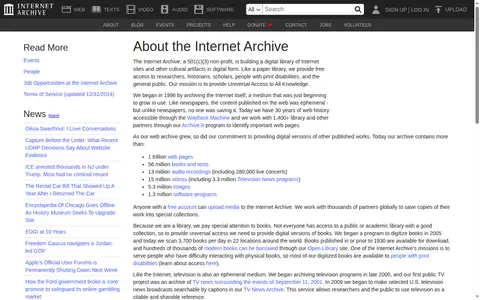 INTERNET ARCHIVE
WEB TEXTS VIDEO AUDIO SOFTWARE IMAGES All SIGN UP | LOG IN UPLOAD
ABOUT BLOG EVENTS PROJECTS HELP DONATE CONTACT JOBS VOLUNTEER
Read More
Events
People
Job Opportunities at the Internet Archive
Terms of Service (updated 12/31/2014)
News
Olivia Swarthout: I Love Conversations
Capture Before the Letter: What Recent
UDRP Decisions Say About Website
Evidence
ICE arrested thousands in NJ under
Trump. Most had no criminal record
The Rental Car Bill That Showed Up A
Year After I Returned The Car
Encyclopedia Of Chicago Goes Offline
As History Museum Seeks To Upgrade
Site
EDGI at 10 Years
Freedom Caucus navigates a Jordan-
led GOP
Apple's Official User Forums is
Permanently Shutting Down Next Week
How the Ford government broke a 'core'
promise to safeguard its online gambling
market
About the Internet Archive
The Internet Archive, a 501(c)(3) non-profit, is building a digital library of Internet
sites and other cultural artifacts in digital form. Like a paper library, we provide free
access to researchers, historians, scholars, people with print disabilities, and the
general public. Our mission is to provide Universal Access to All Knowledge.
We began in 1996 by archiving the Internet itself, a medium that was just beginning
to grow in use. Like newspapers, the content published on the web was ephemeral -
but unlike newspapers, no one was saving it. Today we have 30 years of web history
accessible through the Wayback Machine and we work with 1,400+ library and other
partners through our Archive-It program to identify important web pages.
As our web archive grew, so did our commitment to providing digital versions of other published works. Today our archive contains more
than:
• 1 trillion web pages
• 56 million books and texts
• 13 million audio recordings (including 280,000 live concerts)
• 15 million videos (including 3.3 million Television News programs)
• 5.3 million images
• 1.3 million software programs
Anyone with a free account can upload media to the Internet Archive. We work with thousands of partners globally to save copies of their
work into special collections.
Because we are a library, we pay special attention to books. Not everyone has access to a public or academic library with a good
collection, so to provide universal access we need to provide digital versions of books. We began a program to digitize books in 2005
and today we scan 3,700 books per day in 22 locations around the world. Books published in or prior to 1930 are available for download,
and hundreds of thousands of modern books can be borrowed through our Open Library site. One of the Internet Archive's missions is to
serve people who have difficulty interacting with physical books, so most of our digitized books are available to people with print
disabilities (learn about access here).
Like the Internet, television is also an ephemeral medium. We began archiving television programs in late 2000, and our first public TV
project was an archive of TV news surrounding the events of September 11, 2001. In 2009 we began to make selected U.S. television
news broadcasts searchable by captions in our TV News Archive. This service allows researchers and the public to use television as a
citable and sharable reference.